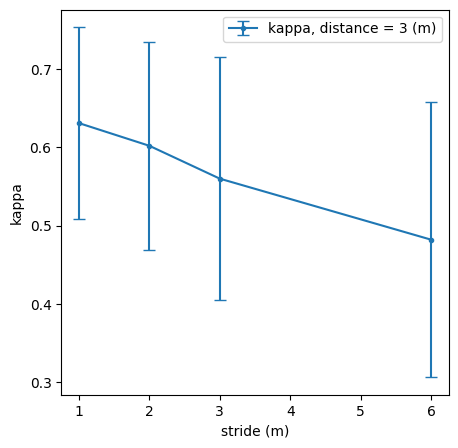 kappa, distance = 3 (m)
0.7
0.6
0.5
0.4
0.3
kappa
1 2 3 4 5 6
stride (m)